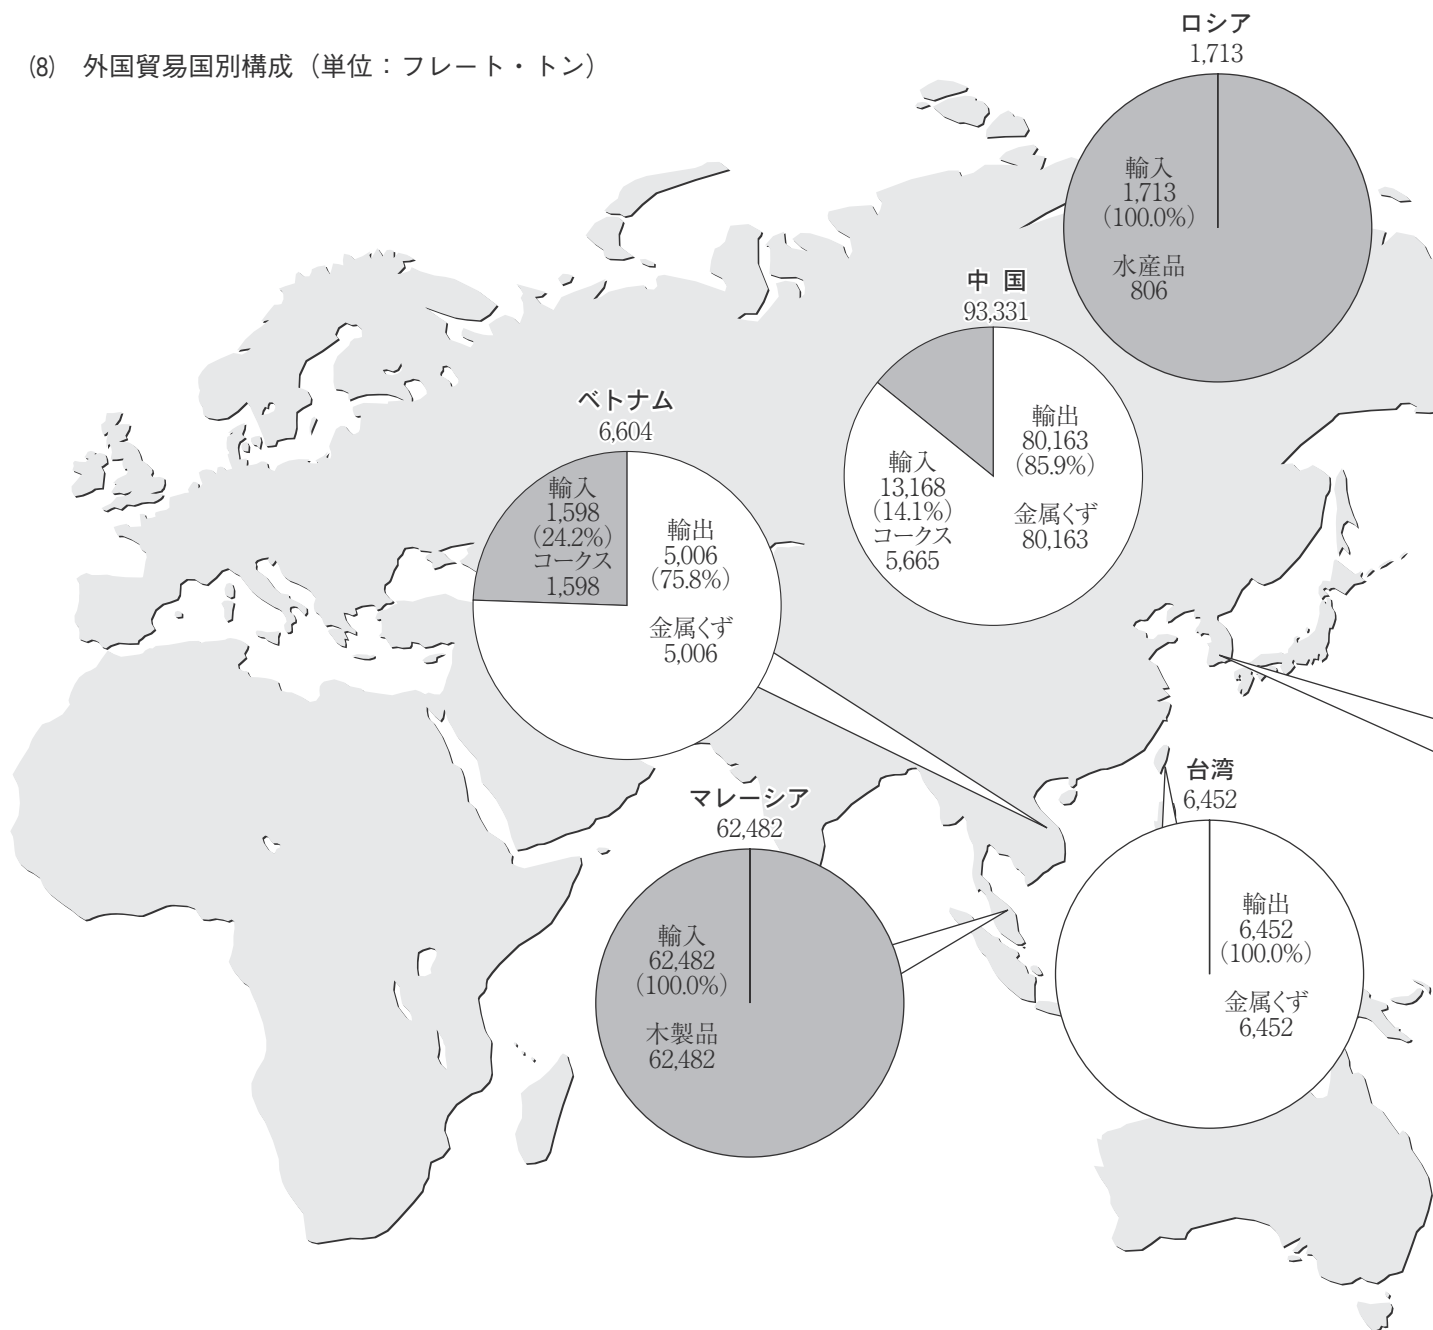 ⑻ 外国貿易国別構成（単位：フレート・トン）
ロシア
1,713
輸入
1,713
(100.0%)
水産品
806
中 国
93,331
輸出
80,163
(85.9%)
金属くず
80,163
輸入
13,168
(14.1%)
コークス
5,665
ベトナム
6,604
輸入
1,598
(24.2%)
コークス
1,598
輸出
5,006
(75.8%)
金属くず
5,006
マレーシア
62,482
輸入
62,482
(100.0%)
木製品
62,482
台湾
6,452
輸出
6,452
(100.0%)
金属くず
6,452